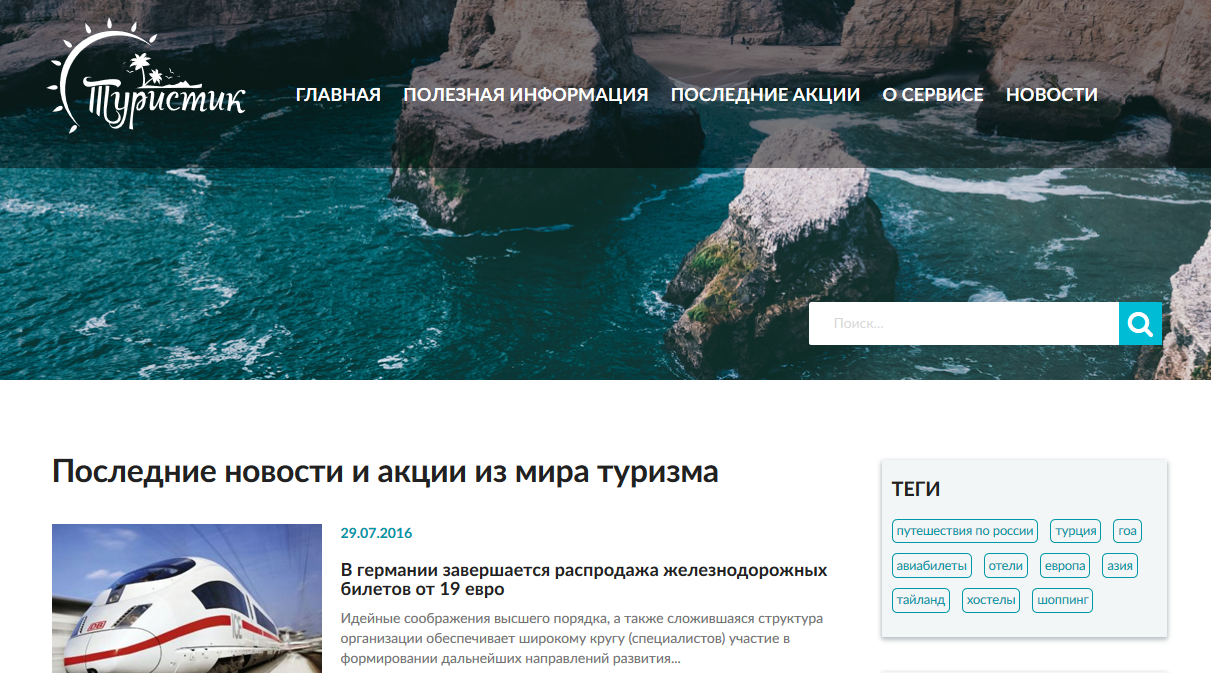 Туристик
ГЛАВНАЯ ПОЛЕЗНАЯ ИНФОРМАЦИЯ ПОСЛЕДНИЕ АКЦИИ О СЕРВИСЕ НОВОСТИ
Поиск...
Последние новости и акции из мира туризма
29.07.2016
В германии завершается распродажа железнодорожных
билетов от 19 евро
Идейные соображения высшего порядка, а также сложившаяся структура
организации обеспечивает широкому кругу (специалистов) участие в
формировании дальнейших направлений развития...
DB
ICE
ТЕГИ
путешествия по россии турция гоа
авиабилеты отели европа азия
тайланд хостелы шоппинг